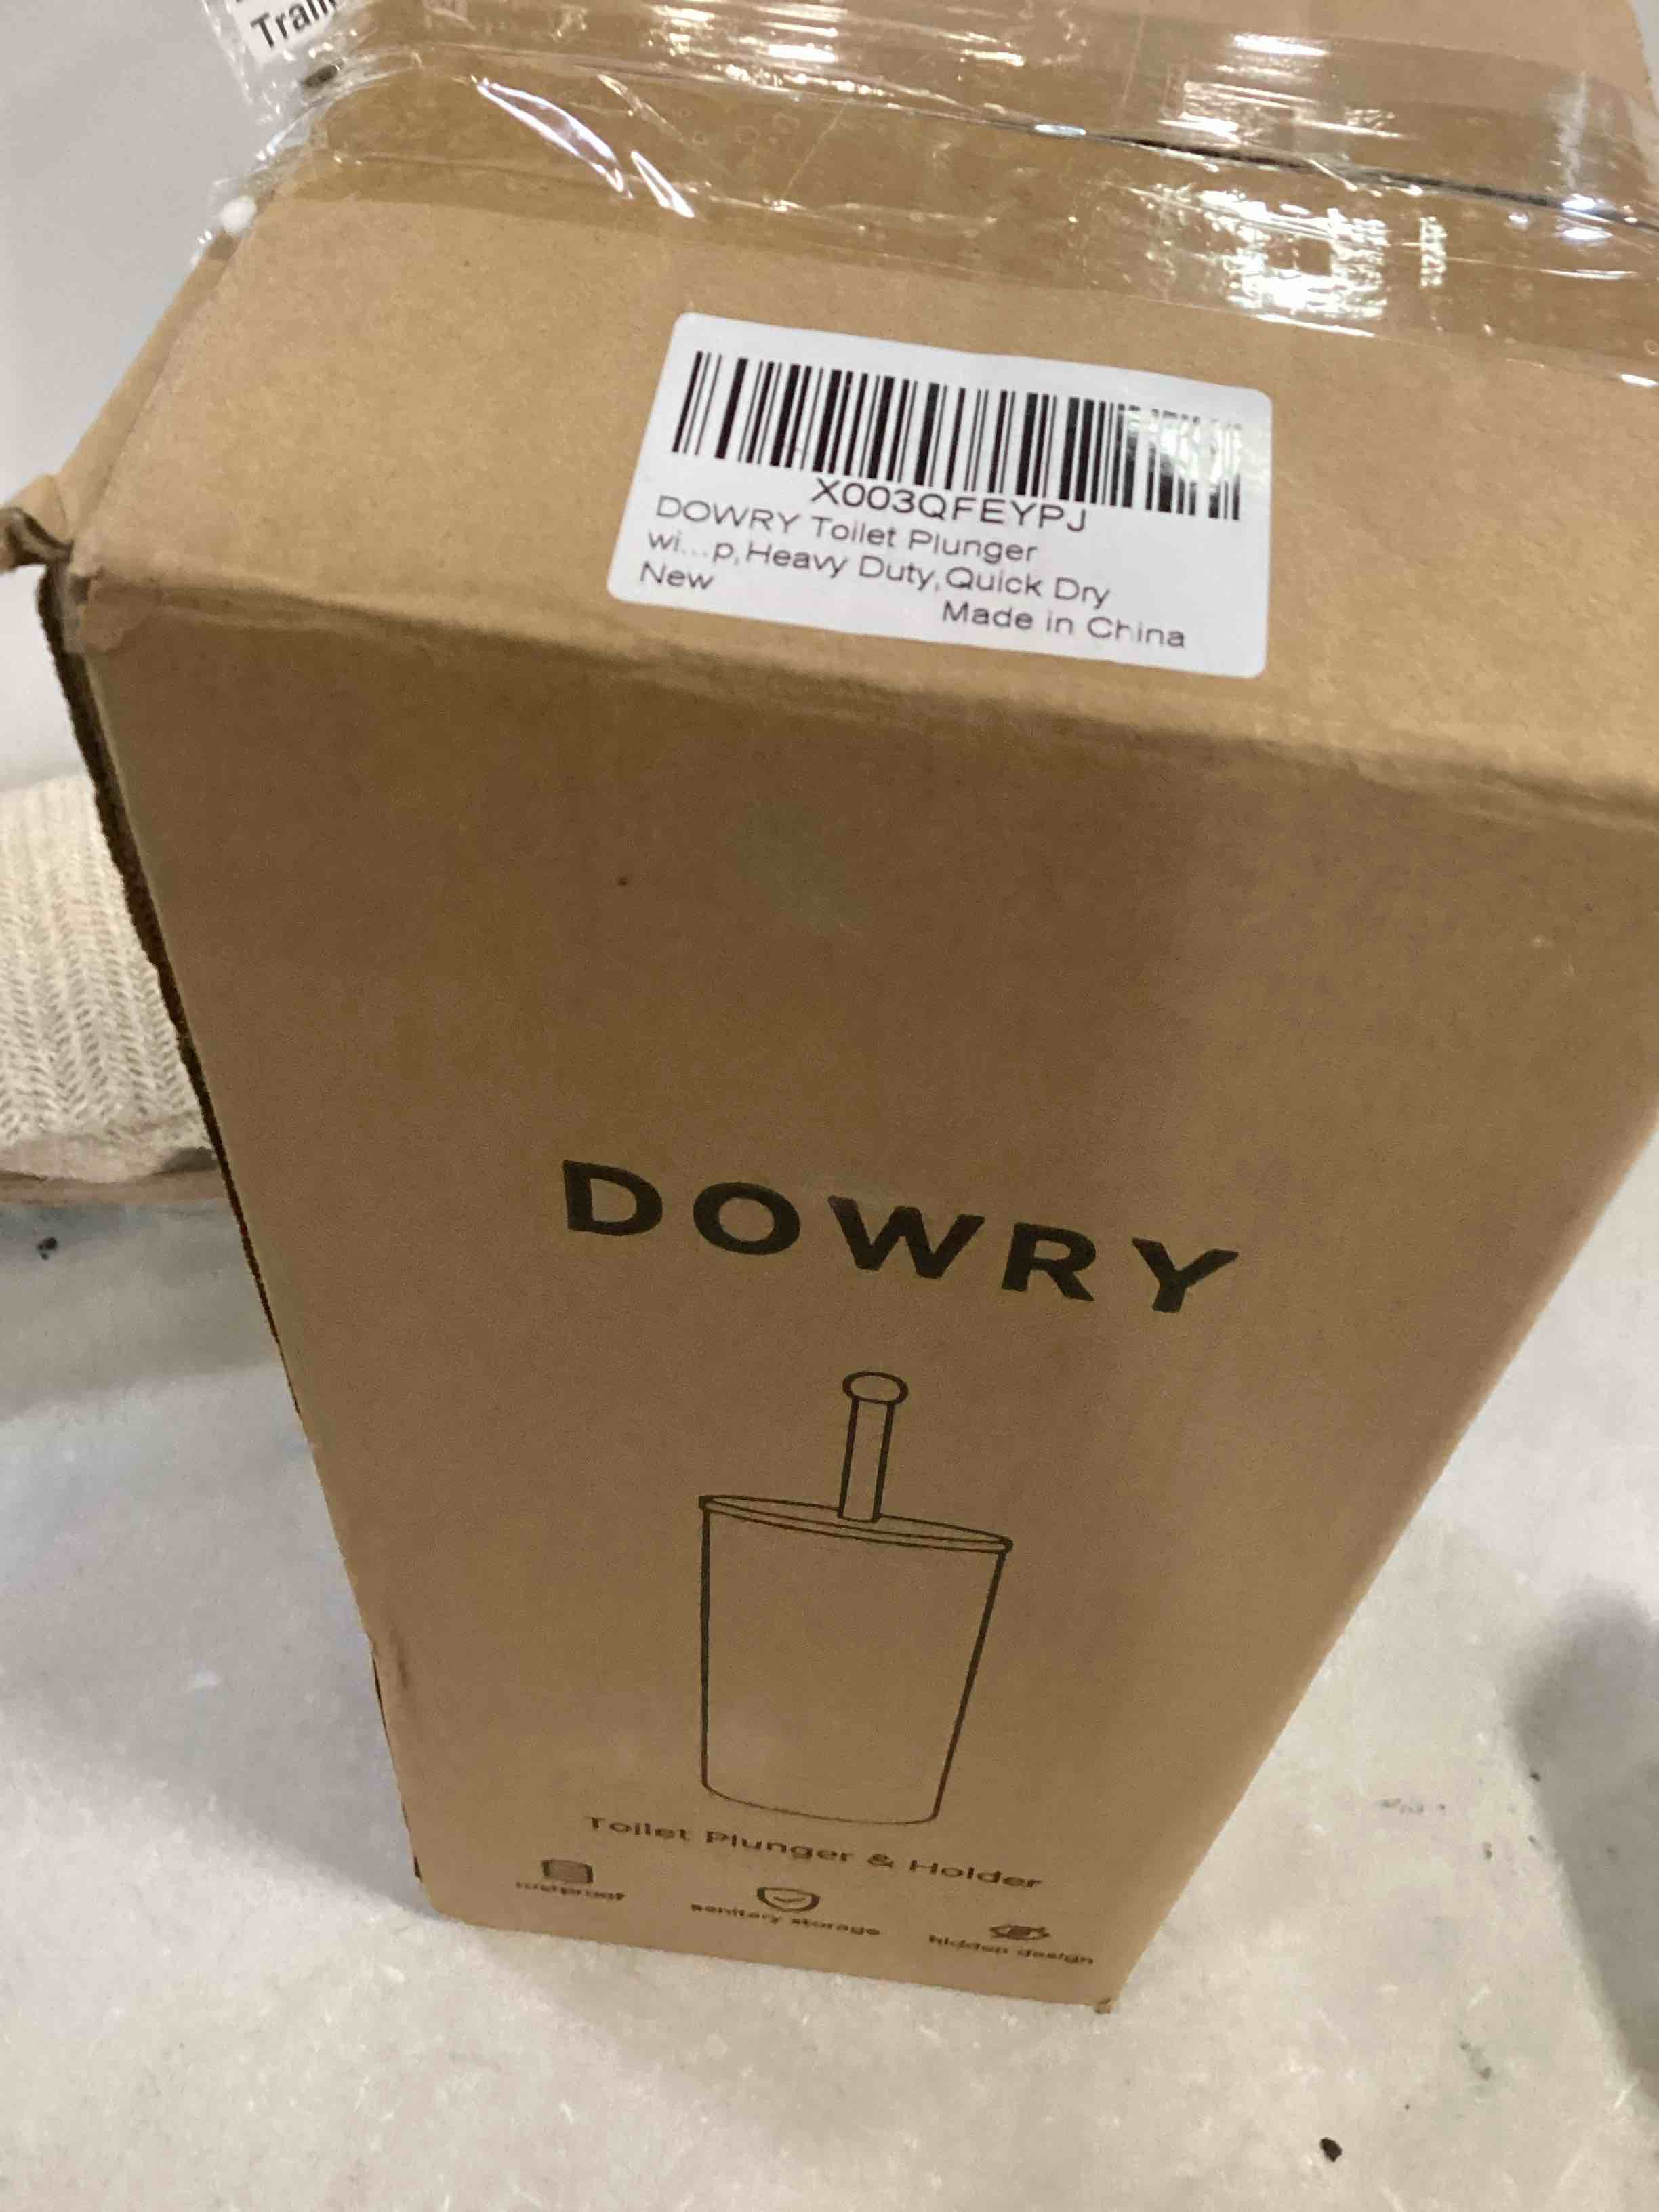 X003QFEYPJ
DOWRY Toilet Plunger
wi...p,Heavy Duty,Quick Dry
New
Made in China
DOWRY
Toilet Plunger & Holder
rustproof
sanitary storage
hidden design